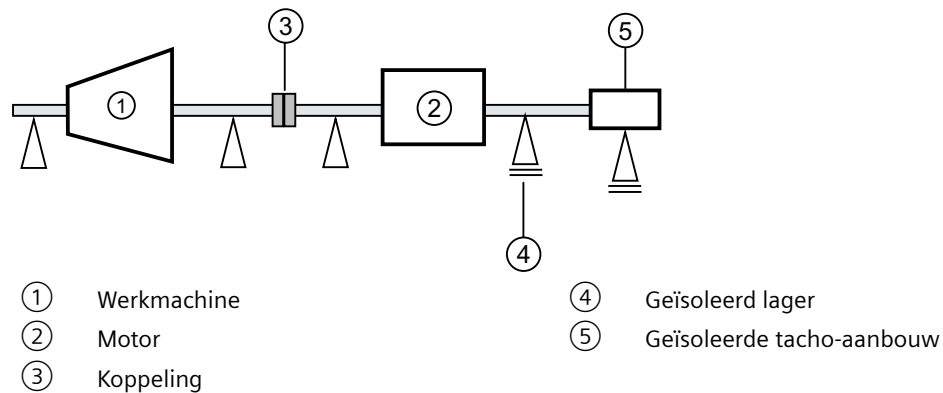 ③
⑤
①
②
④
① Werkmachine
② Motor
③ Koppeling
④ Geïsoleerd lager
⑤ Geïsoleerde tacho-aanbouw